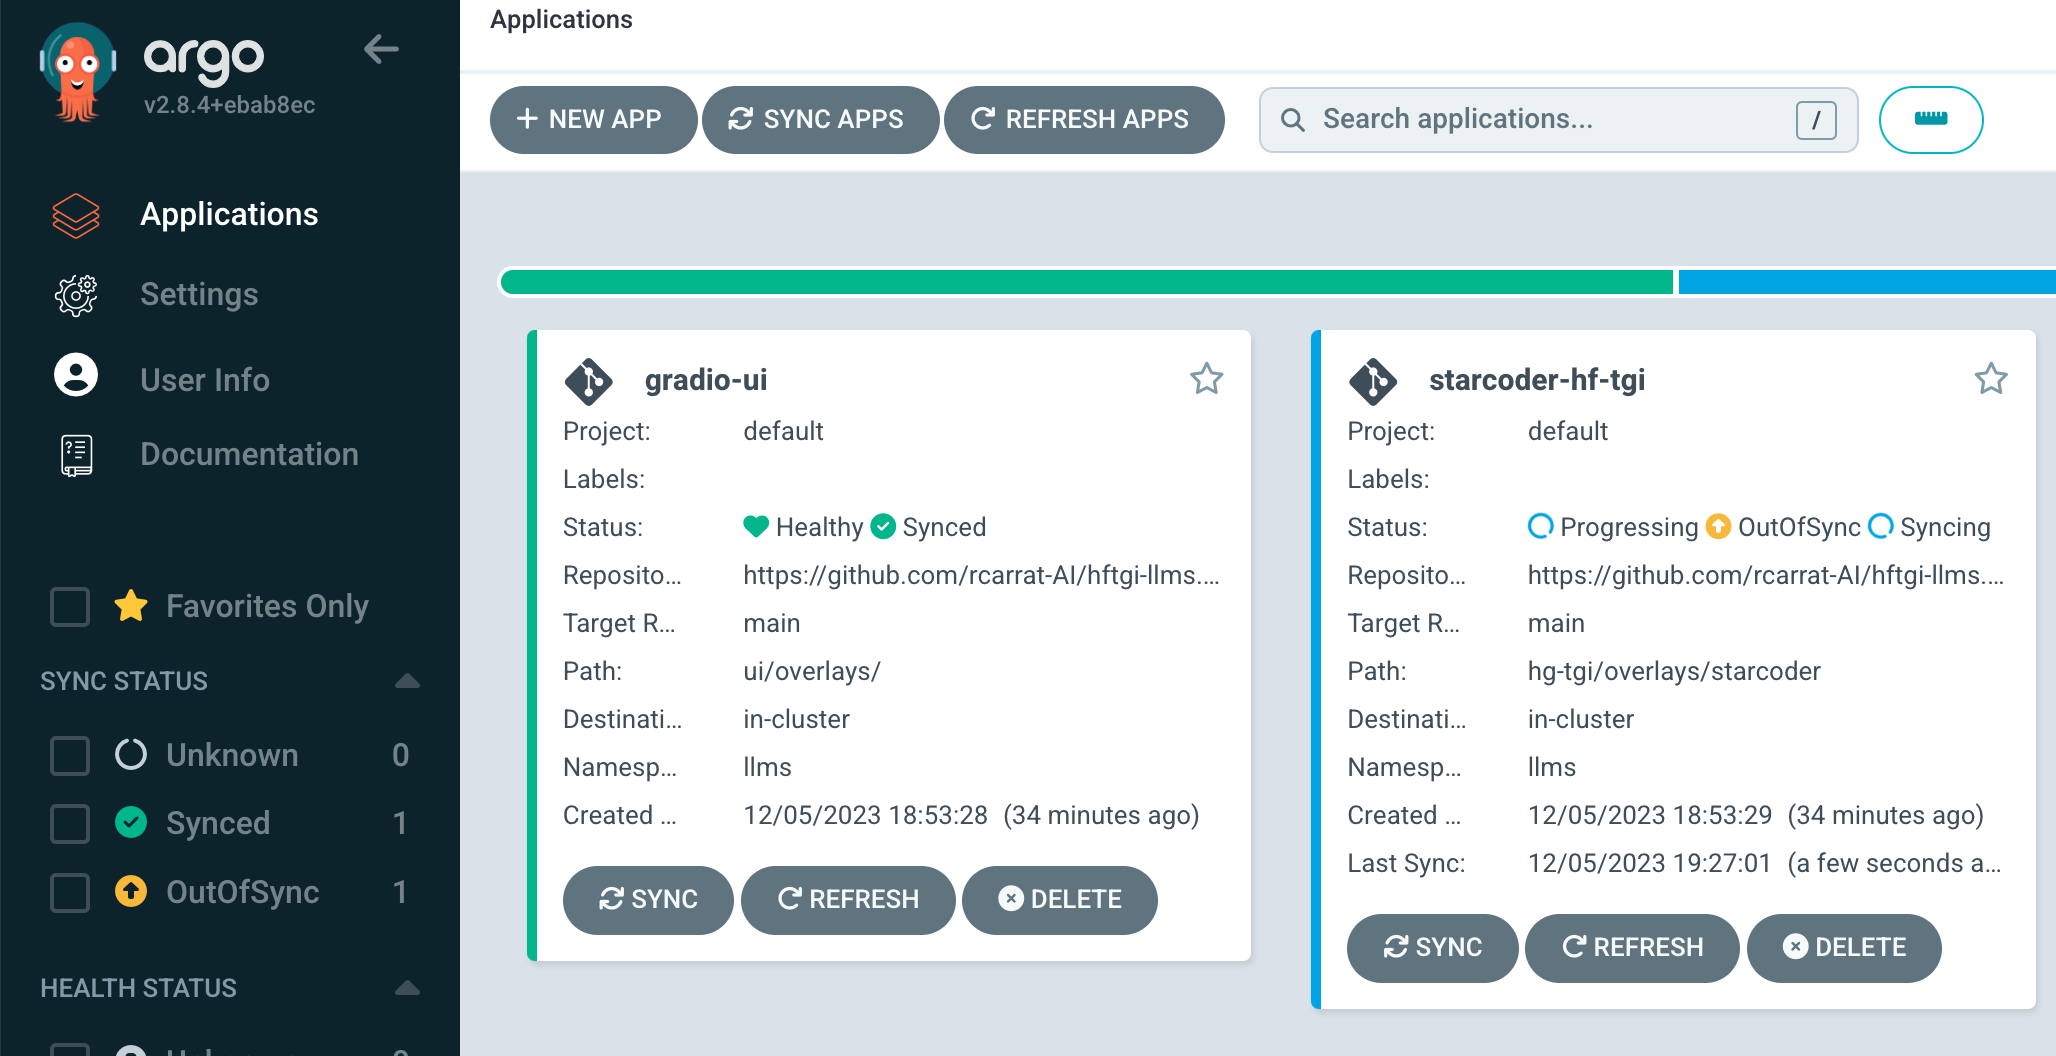 argo
v2.8.4+ebab8ec
Applications
Settings
User Info
Documentation
Favorites Only
SYNC STATUS
Unknown 0
Synced 1
OutOfSync 1
HEALTH STATUS
Applications
NEW APP SYNC APPS REFRESH APPS Search applications... /
gradio-ui
Project: default
Labels:
Status: Healthy Synced
Reposito... https://github.com/rcarrat-AI/hftgi-llms....
Target R... main
Path: ui/overlays/
Destinati... in-cluster
Namesp... llms
Created ... 12/05/2023 18:53:28 (34 minutes ago)
SYNC REFRESH DELETE
starcoder-hf-tgi
Project: default
Labels:
Status: Progressing OutOfSync Syncing
Reposito... https://github.com/rcarrat-AI/hftgi-llms....
Target R... main
Path: hg-tgi/overlays/starcoder
Destinati... in-cluster
Namesp... llms
Created ... 12/05/2023 18:53:29 (34 minutes ago)
Last Sync: 12/05/2023 19:27:01 (a few seconds a...
SYNC REFRESH DELETE